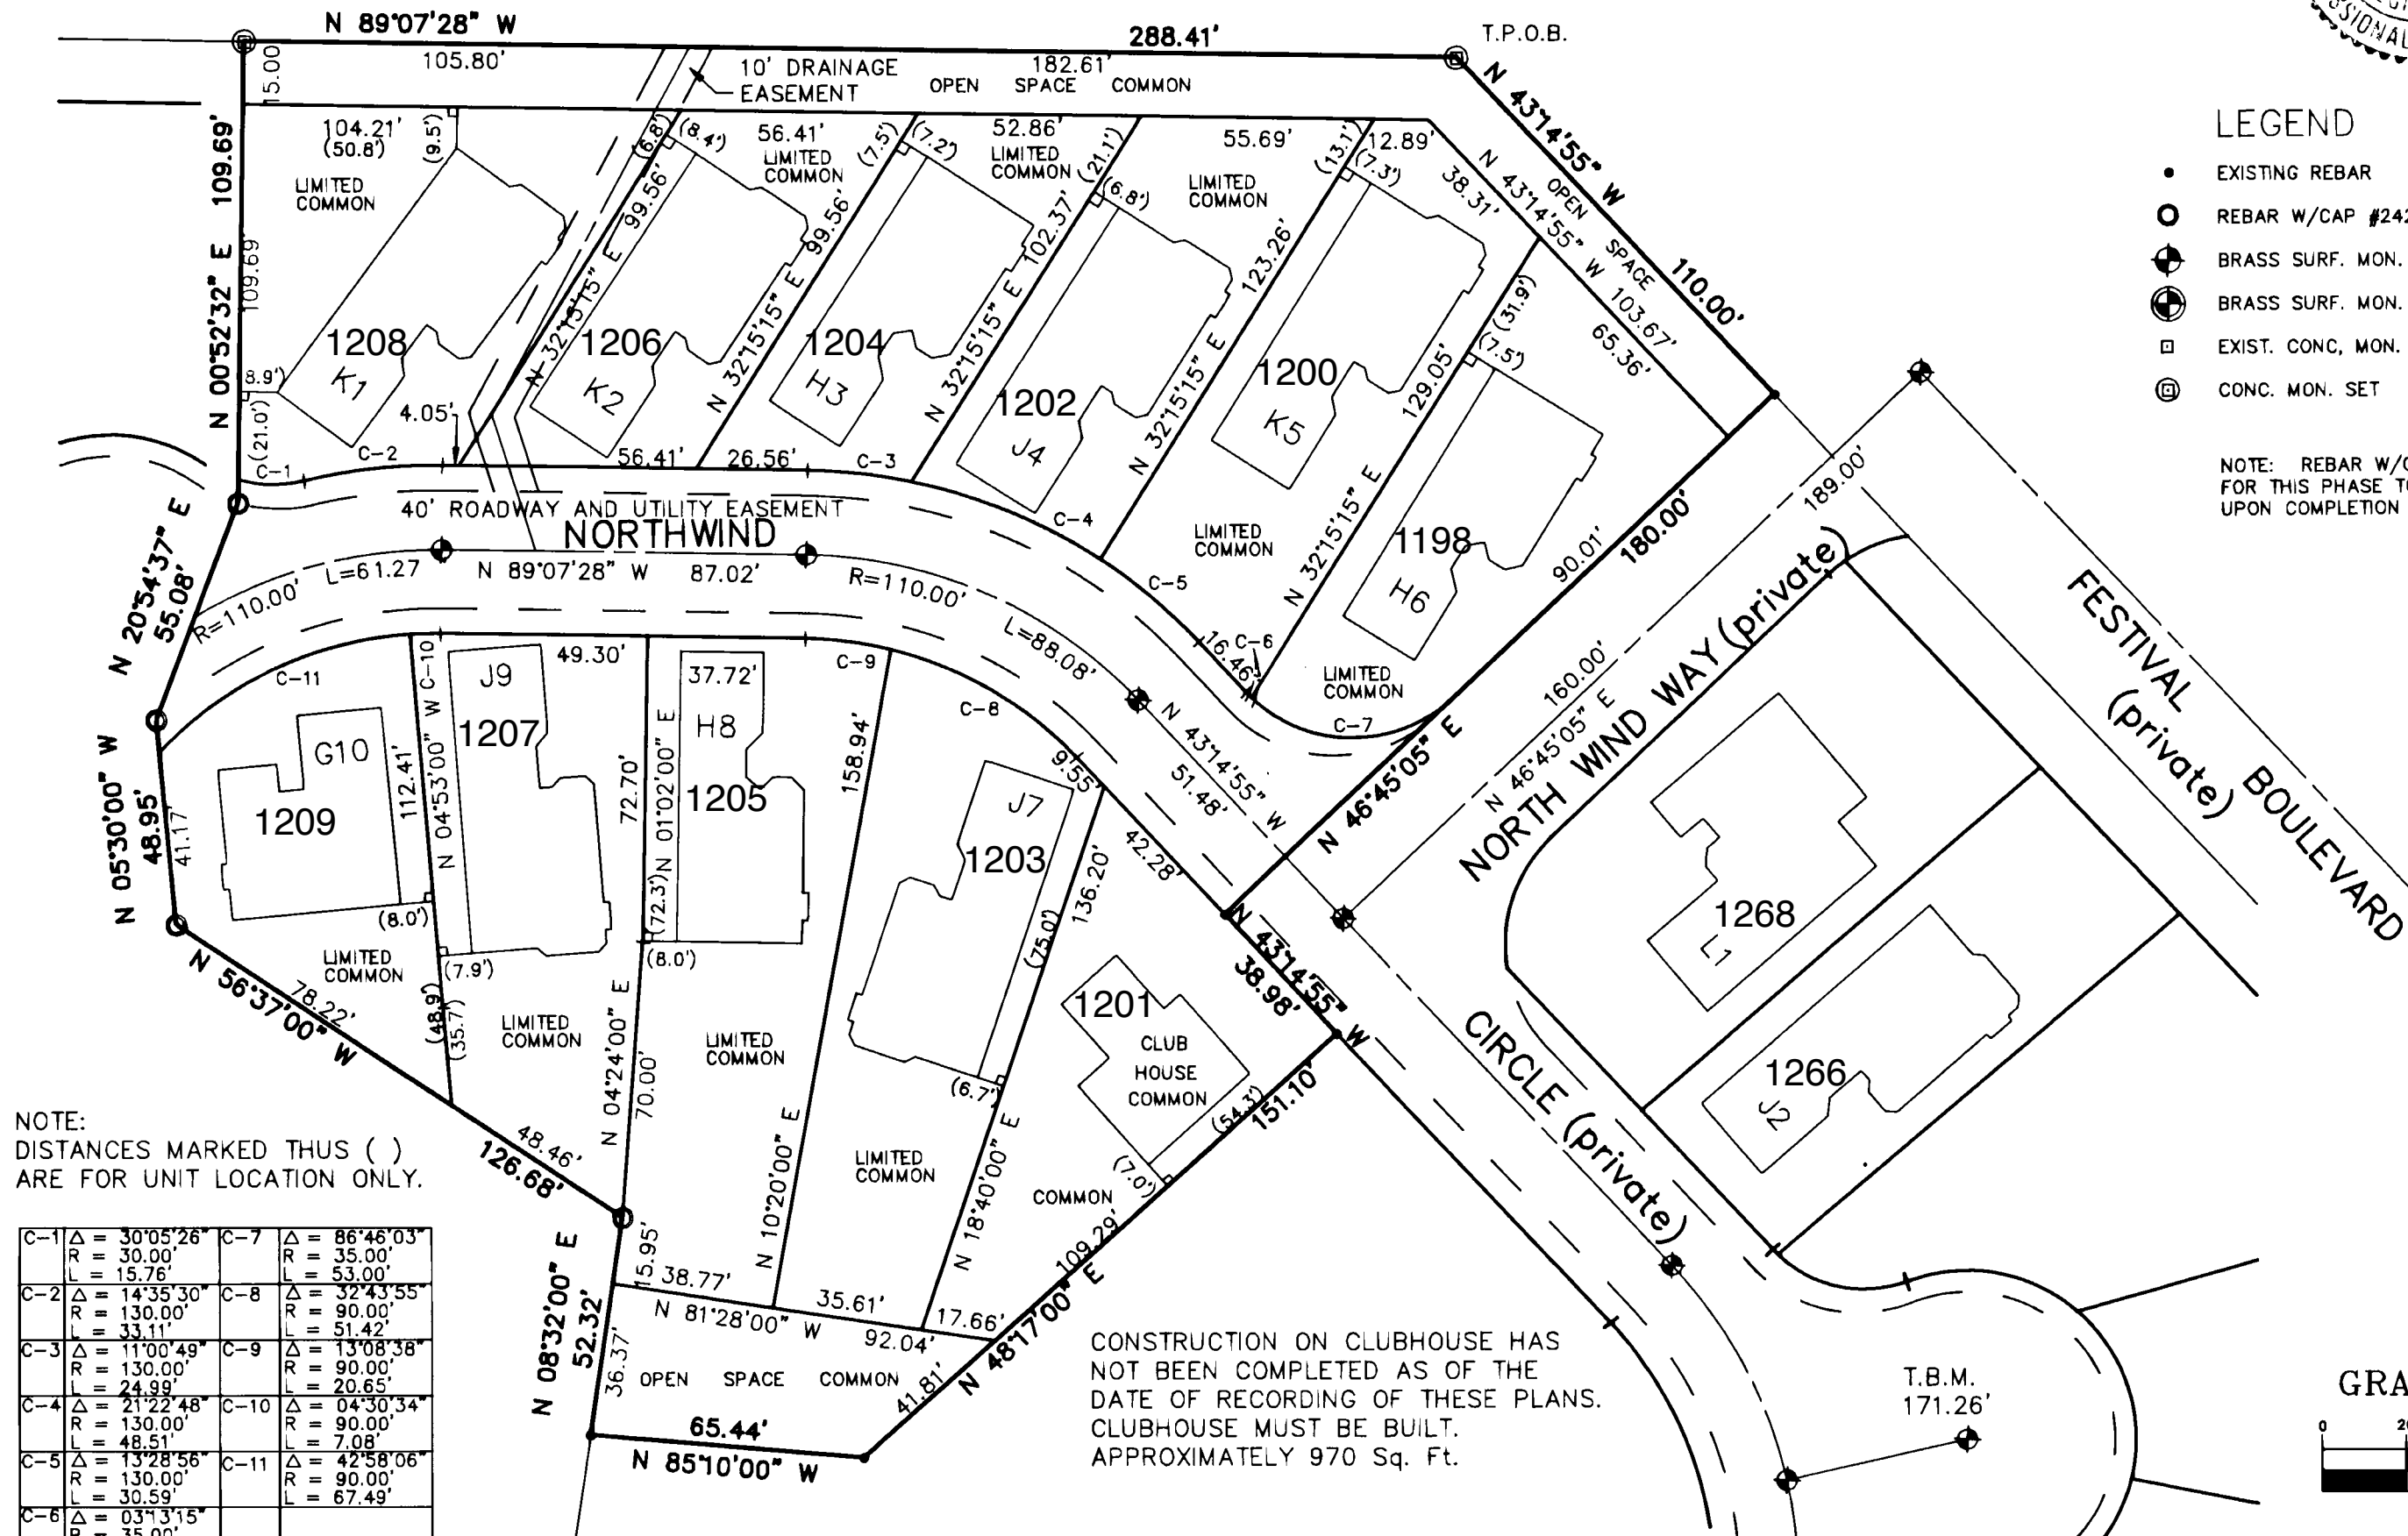 N 89°07'28" W
288.41'
T.P.O.B.
105.80'
182.61'
15.00
10' DRAINAGE
EASEMENT
OPEN SPACE COMMON
N 43°14'55" W
110.00'
N 00°52'32" E 109.69'
109.69'
104.21'
(50.8')
(9.5')
LIMITED
COMMON
(6.8')
(8.4')
56.41'
LIMITED
COMMON
(7.5')
(7.2')
52.86'
LIMITED
COMMON
(21.1')
(6.8')
55.69'
LIMITED
COMMON
(13.1')
(7.3')
12.89'
38.31'
N 43°14'55" W 103.67'
OPEN SPACE
65.36'
N 32°15'15" E 99.56'
N 32°15'15" E 99.56'
N 32°15'15" E 102.37'
N 32°15'15" E 123.26'
N 32°15'15" E 129.05'
(31.9')
(7.5')
1208
K1
1206
K2
1204
H3
1202
J4
1200
K5
1198
H6
8.9')
(21.0')
4.05'
C-1
C-2
56.41'
26.56'
C-3
C-4
C-5
16.46'
C-6
C-7
LIMITED
COMMON
LIMITED
COMMON
90.01'
180.00'
N 46°45'05" E
40' ROADWAY AND UTILITY EASEMENT
NORTHWIND
R=110.00'
L=61.27
N 89°07'28" W 87.02'
R=110.00'
L=88.08'
N 43°14'55" W
51.48'
N 20°54'37" E
55.08'
N 05°30'00" W
48.95'
41.17'
N 56°37'00" W
126.68'
78.22'
48.46'
C-11
C-10
49.30'
C-9
C-8
9.55'
42.28'
G10
1209
J9
1207
37.72'
H8
1205
J7
1203
N 04°53'00" W
112.41'
72.70'
N 01°02'00" E
(72.3')
158.94'
N 10°20'00" E
136.20'
(75.0')
N 18°40'00" E
(8.0')
(7.9')
(8.0')
(6.7')
(48.9')
(35.7')
LIMITED
COMMON
LIMITED
COMMON
LIMITED
COMMON
LIMITED
COMMON
N 04°24'00" E
70.00'
1201
CLUB
HOUSE
COMMON
(54.3')
151.10'
(7.0')
COMMON
109.29'
N 48°17'00" E
41.81'
N 43°14'55" W
38.98'
N 08°32'00" E
52.32'
15.95'
36.37'
38.77'
35.61'
17.66'
N 81°28'00" W 92.04'
OPEN SPACE COMMON
65.44'
N 85°10'00" W
189.00'
160.00'
N 46°45'05" E
NORTH WIND WAY (private)
CIRCLE (private)
FESTIVAL BOULEVARD
(private)
1268
L1
1266
J2
T.B.M.
171.26'
LEGEND
EXISTING REBAR
REBAR W/CAP #242
BRASS SURF. MON.
BRASS SURF. MON.
EXIST. CONC, MON.
CONC. MON. SET
NOTE: REBAR W/C
FOR THIS PHASE TO
UPON COMPLETION
NOTE:
DISTANCES MARKED THUS ( )
ARE FOR UNIT LOCATION ONLY.
C-1 Δ = 30°05'26" C-7 Δ = 86°46'03"
R = 30.00' R = 35.00'
L = 15.76' L = 53.00'
C-2 Δ = 14°35'30" C-8 Δ = 32°43'55"
R = 130.00' R = 90.00'
L = 33.11' L = 51.42'
C-3 Δ = 11°00'49" C-9 Δ = 13°08'38"
R = 130.00' R = 90.00'
L = 24.99' L = 20.65'
C-4 Δ = 21°22'48" C-10 Δ = 04°30'34"
R = 130.00' R = 90.00'
L = 48.51' L = 7.08'
C-5 Δ = 13°28'56" C-11 Δ = 42°58'06"
R = 130.00' R = 90.00'
L = 30.59' L = 67.49'
C-6 Δ = 03°13'15"
R = 35.00'
CONSTRUCTION ON CLUBHOUSE HAS
NOT BEEN COMPLETED AS OF THE
DATE OF RECORDING OF THESE PLANS.
CLUBHOUSE MUST BE BUILT.
APPROXIMATELY 970 Sq. Ft.
GRA
0 20